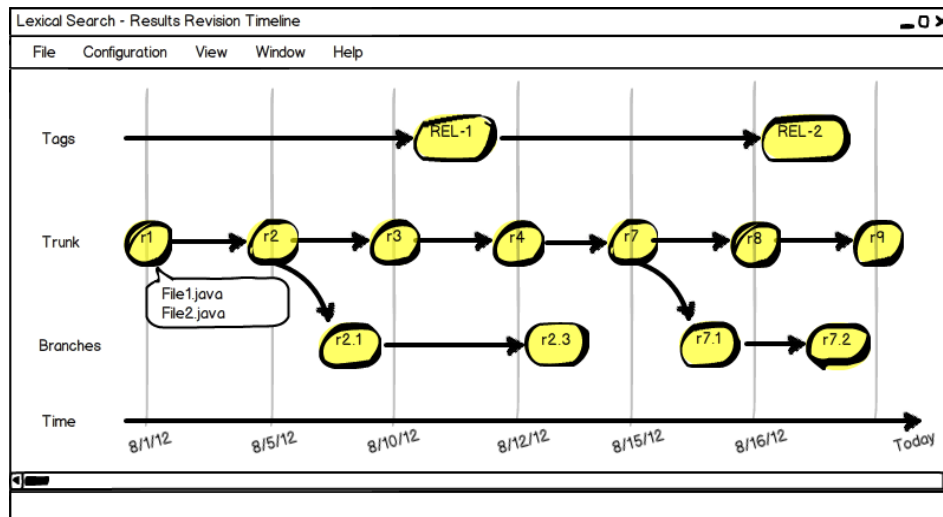 Lexical Search - Results Revision Timeline
File Configuration View Window Help
Tags REL-1 REL-2
Trunk r1 r2 r3 r4 r7 r8 r9
File1.java
File2.java
Branches r2.1 r2.3 r7.1 r7.2
Time
8/1/12 8/5/12 8/10/12 8/12/12 8/15/12 8/16/12 Today